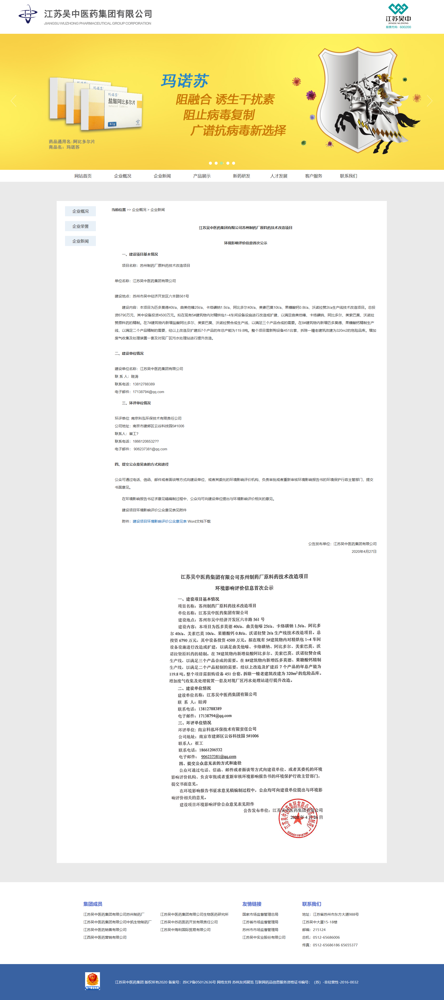 江苏吴中医药集团有限公司
JIANGSU WUZHONG PHARMACEUTICAL GROUP CORPORATION
江苏吴中
JIANGSU WUZHONG
股票代码：600200
玛诺苏
阻融合 诱生干扰素
阻止病毒复制
广谱抗病毒新选择
玛诺苏
盐酸阿比多尔片
Arbidol Tablets
0.1g
药品通用名:阿比多尔片
商品名：玛诺苏
网站首页 企业概况 企业新闻 产品展示 新药研发 人才发展 客户服务 联系我们
企业概况
企业荣誉
企业新闻
当前位置 >> 企业概况 > 企业新闻
江苏吴中医药集团有限公司苏州制药厂原料药技术改造项目
环境影响评价信息首次公示
一、建设项目基本情况
项目名称：苏州制药厂原料药技术改造项目
单位名称：江苏吴中医药集团有限公司
建设地点：苏州市吴中经济开发区六丰路561号
建设内容：本项目为匹多莫德40t/a、曲美他嗪25t/a、卡络磺钠1.5t/a、阿比多尔40t/a、美素巴莫10t/a、果糖酸钙0.8t/a、沃诺拉赞2t/a生产线技术改造项目。总投
资6790万元，其中设备投资4500万元。拟在现有5#建筑物内对精烘包1~4车间设备设施进行改造或扩建，以满足曲美他嗪、卡络磺钠、阿比多尔、美索巴莫、沃诺拉
赞原料药的精制。在7#建筑物内新增盐酸阿比多尔、美索巴莫、沃诺拉赞合成生产线，以满足三个产品合成的需要。在8#建筑物内新增匹多莫德、果糖酸钙精制生产
线，以满足二个产品精制的需要，经以上改造及扩建后7个产品的年总产能为119.8吨。整个项目需新购设备451台套，拆除一幢老建筑改建为320m2的危险品库。增加
废气收集及处理装置一套及对现厂区污水处理站进行提升改造。
二、建设单位情况
建设单位名称：江苏吴中医药集团有限公司
联 系 人：眭涛
联系电话：13812788389
电子邮件：17138794@qq.com
三、环评单位情况
环评单位: 南京科泓环保技术有限责任公司
公司地址：南京市建邺区云谷科技园5#1006
联系人：崔工?
联系电话：18661206532??
电子邮件： 906237381@qq.com
四、提交公众意见表的方式和途径
公众可通过电话、信函、邮件或者面谈等方式向建设单位、或者其委托的环境影响评价机构、负责审批或者重新审核环境影响报告书的环境保护行政主管部门，提交
书面意见。
在环境影响报告书征求意见稿编制过程中，公众均可向建设单位提出与环境影响评价相关的意见。
建设项目环境影响评价公众意见表见附件
附件：建设项目环境影响评价公众意见表 Word文档下载
公告发布单位：江苏吴中医药集团有限公司
2020年4月27日
江苏吴中医药集团有限公司苏州制药厂原料药技术改造项目
环境影响评价信息首次公示
一、建设项目基本情况
项目名称：苏州制药厂原料药技术改造项目
单位名称：江苏吴中医药集团有限公司
建设地点：苏州市吴中经济开发区六丰路 561 号
建设内容：本项目为匹多莫德 40t/a、曲美他嗪 25t/a、卡络磺钠 1.5t/a、阿比多
尔 40t/a、美素巴莫 10t/a、果糖酸钙 0.8t/a、沃诺拉赞 2t/a 生产线技术改造项目。总
投资 6790 万元，其中设备投资 4500 万元。拟在现有 5#建筑物内对精烘包 1~4 车间
设备设施进行改造或扩建，以满足曲美他嗪、卡络磺钠、阿比多尔、美索巴莫、沃
诺拉赞原料药的精制。在 7#建筑物内新增盐酸阿比多尔、美索巴莫、沃诺拉赞合成
生产线，以满足三个产品合成的需要。在 8#建筑物内新增匹多莫德、果糖酸钙精制
生产线，以满足二个产品精制的需要，经以上改造及扩建后 7 个产品的年总产能为
119.8 吨。整个项目需新购设备 451 台套，拆除一幢老建筑改建为 320m²的危险品库。
增加废气收集及处理装置一套及对现厂区污水处理站进行提升改造。
二、建设单位情况
建设单位名称：江苏吴中医药集团有限公司
联 系 人：眭涛
联系电话：13812788389
电子邮件：17138794@qq.com
三、环评单位情况
环评单位: 南京科泓环保技术有限责任公司
公司地址：南京市建邺区云谷科技园 5#1006
联系人：崔工
联系电话：18661206532
电子邮件： 906237381@qq.com
四、提交公众意见表的方式和途径
公众可通过电话、信函、邮件或者面谈等方式向建设单位、或者其委托的环境
影响评价机构、负责审批或者重新审核环境影响报告书的环境保护行政主管部门，
提交书面意见。
在环境影响报告书征求意见稿编制过程中，公众均可向建设单位提出与环境影
响评价相关的意见。
建设项目环境影响评价公众意见表见附件
公告发布单位：江苏吴中医药集团有限公司
2020 年 4 月 26 日
江苏吴中医药集团有限公司苏州制药厂
3205011918790
集团成员 友情链接 联系我们
江苏吴中医药集团有限公司苏州制药厂 江苏吴中医药集团有限公司生物医药研究所 国家市场监督管理总局 地址：江苏省苏州市东方大道988号
江苏吴中医药集团有限公司中凯生物制药厂 江苏吴中苏药医药开发有限责任公司 江苏省市场监督管理局 江苏吴中大厦15-18楼
江苏吴中医药销售有限公司 江苏吴中海利国际贸易有限公司 苏州市市场监督管理局 邮编：215124
江西吴中医药营销有限公司 江苏吴中实业股份有限公司 总机：0512-65686006
传真：0512-65686186 65655377
电子营业执照
江苏吴中医药集团 版权所有2020 备案号：苏ICP备05012636号 网络支持 苏州友邦展览 互联网药品信息服务资格证书编号：（苏）-非经营性-2016-0032